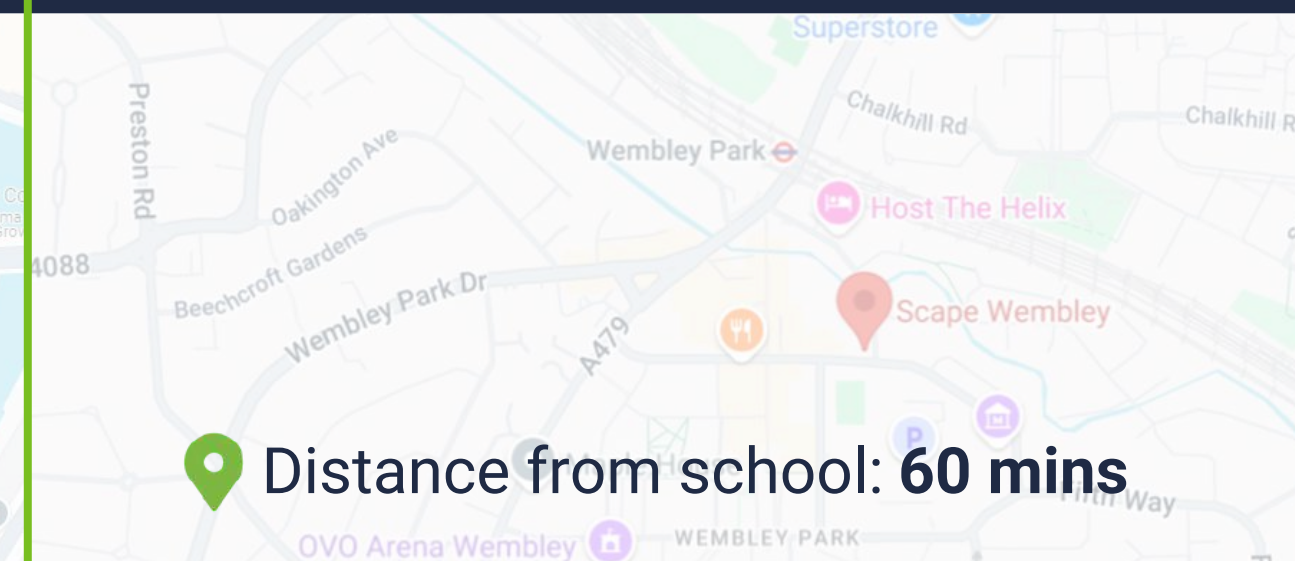 Superstore
Preston Rd
Chalkhill Rd
Chalkhill R
Wembley Park
Oakington Ave
Host The Helix
4088
Beechcroft Gardens
Wembley Park Dr
Scape Wembley
A479
P
Distance from school: 60 mins
Fifth Way
OVO Arena Wembley
WEMBLEY PARK